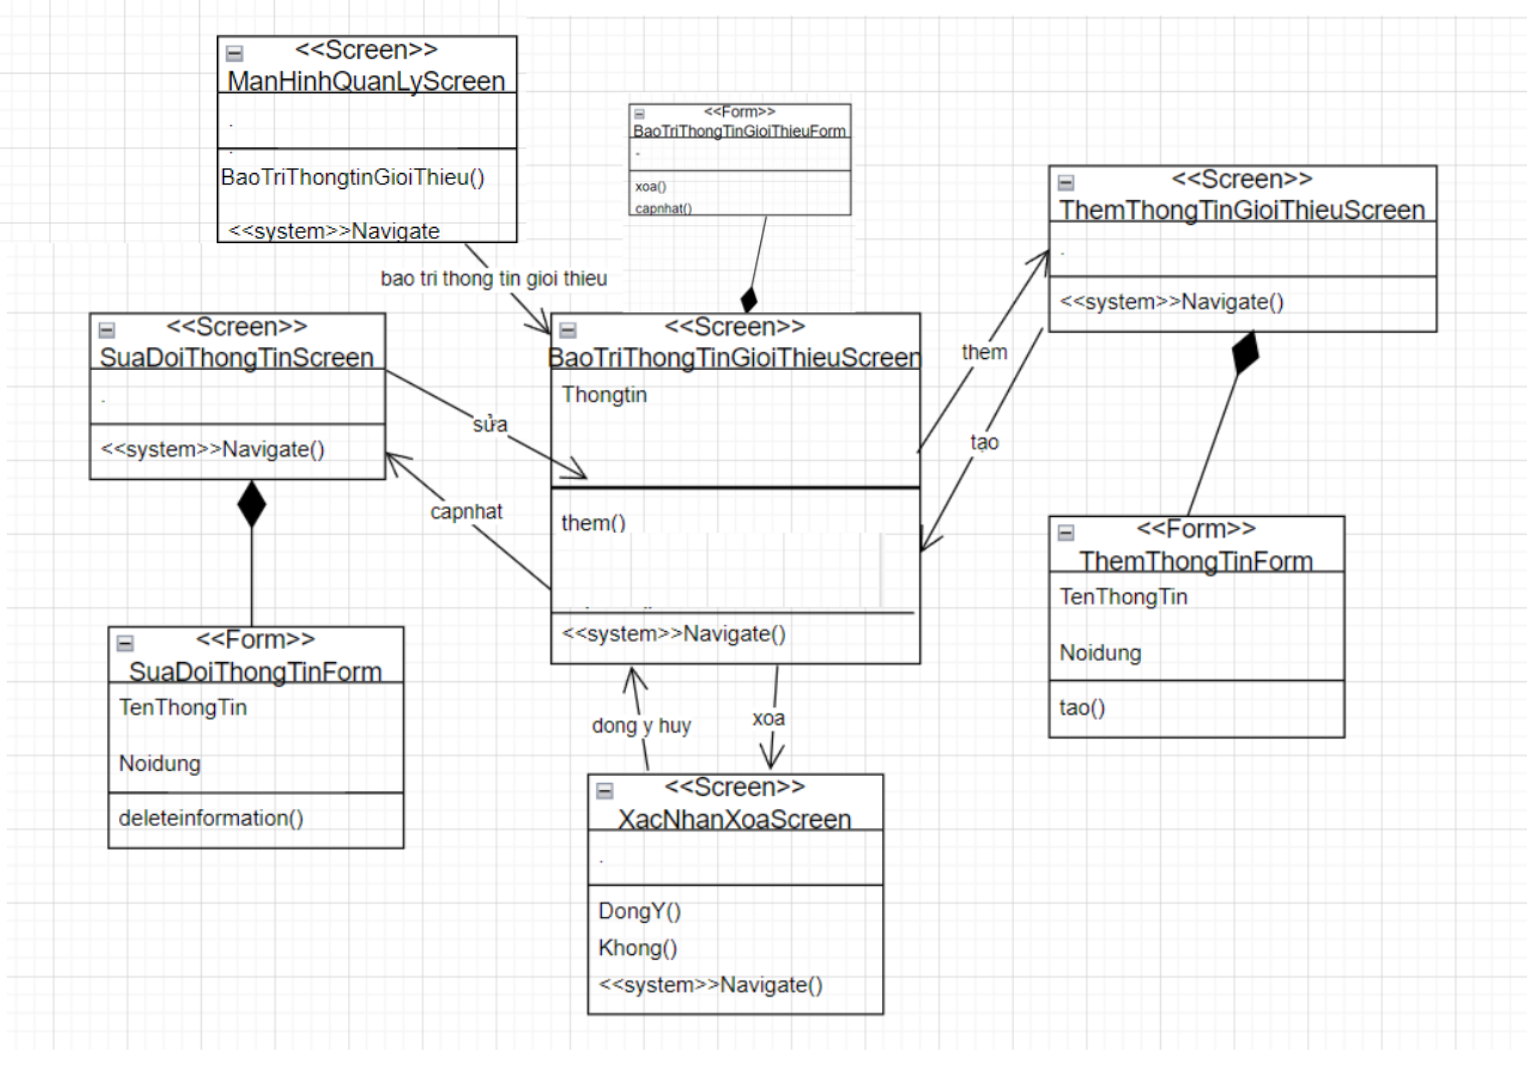 <<Screen>>
ManHinhQuanLyScreen
.
BaoTriThongtinGioiThieu()
<<system>>Navigate
<<Form>>
BaoTriThongTinGioiThieuForm
-
xoa()
capnhat()
<<Screen>>
ThemThongTinGioiThieuScreen
.
<<system>>Navigate()
bao tri thong tin gioi thieu
<<Screen>>
SuaDoiThongTinScreen
.
<<system>>Navigate()
<<Screen>>
BaoTriThongTinGioiThieuScreen
Thongtin
them()
<<system>>Navigate()
them
tạo
sửa
capnhat
<<Form>>
ThemThongTinForm
TenThongTin
Noidung
tao()
<<Form>>
SuaDoiThongTinForm
TenThongTin
Noidung
deleteinformation()
dong y huy
xoa
<<Screen>>
XacNhanXoaScreen
.
DongY()
Khong()
<<system>>Navigate()